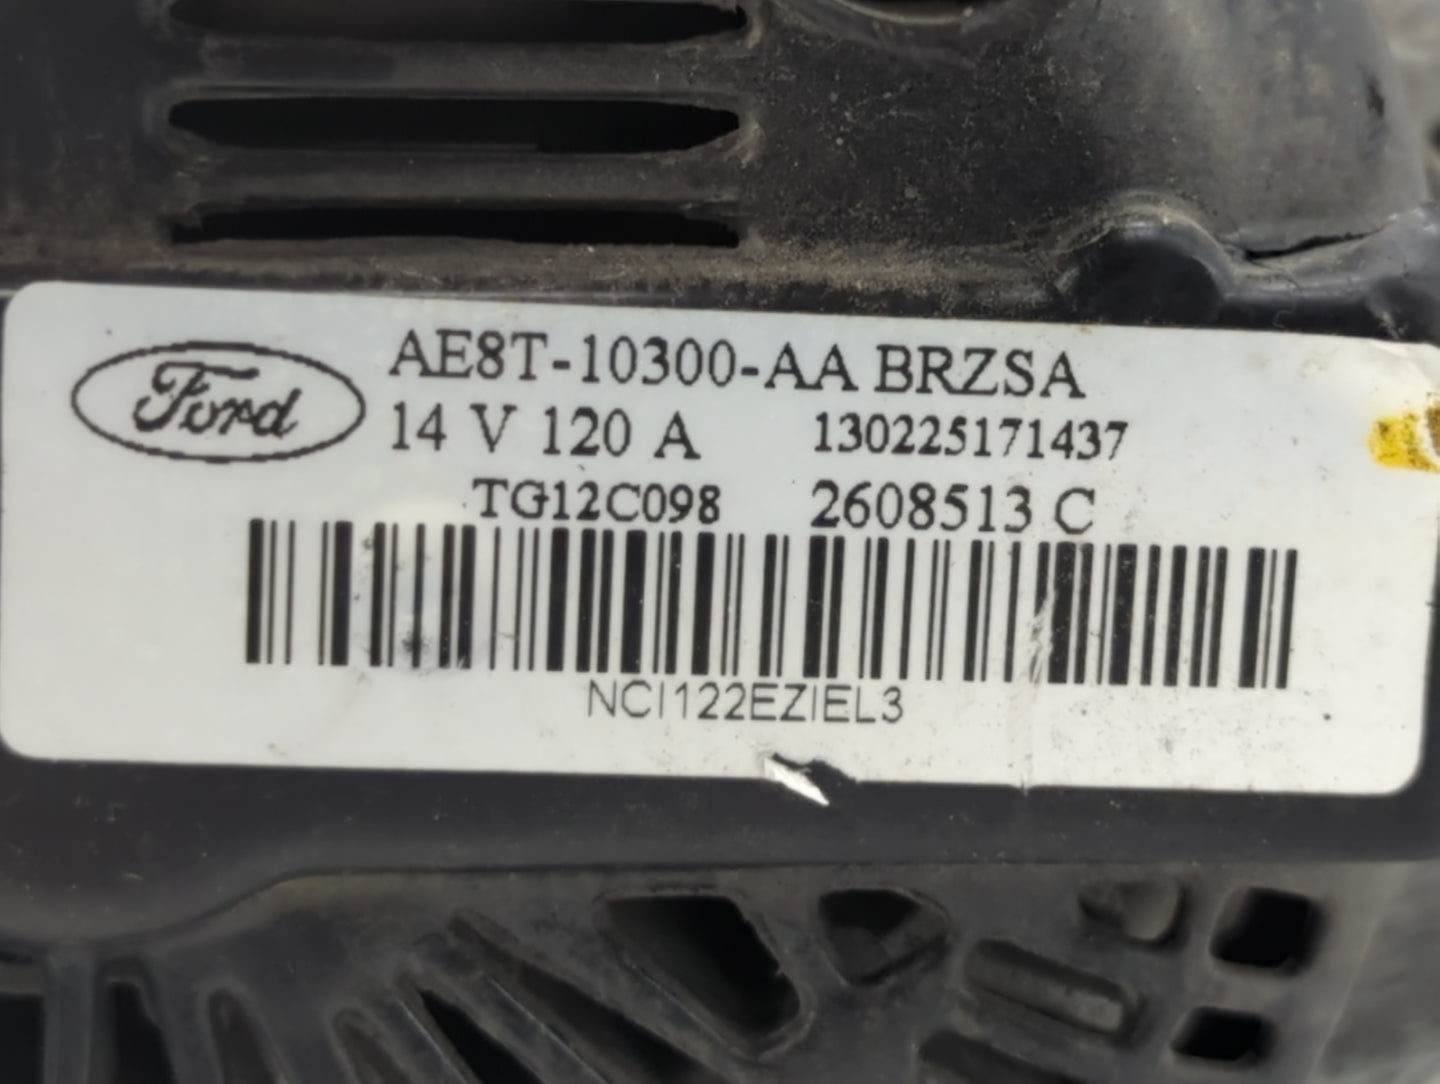 Ford
AE8T-10300-AA BRZSA
14 V 120 A 130225171437
TG12C098 2608513 C
NCI122EZIEL3